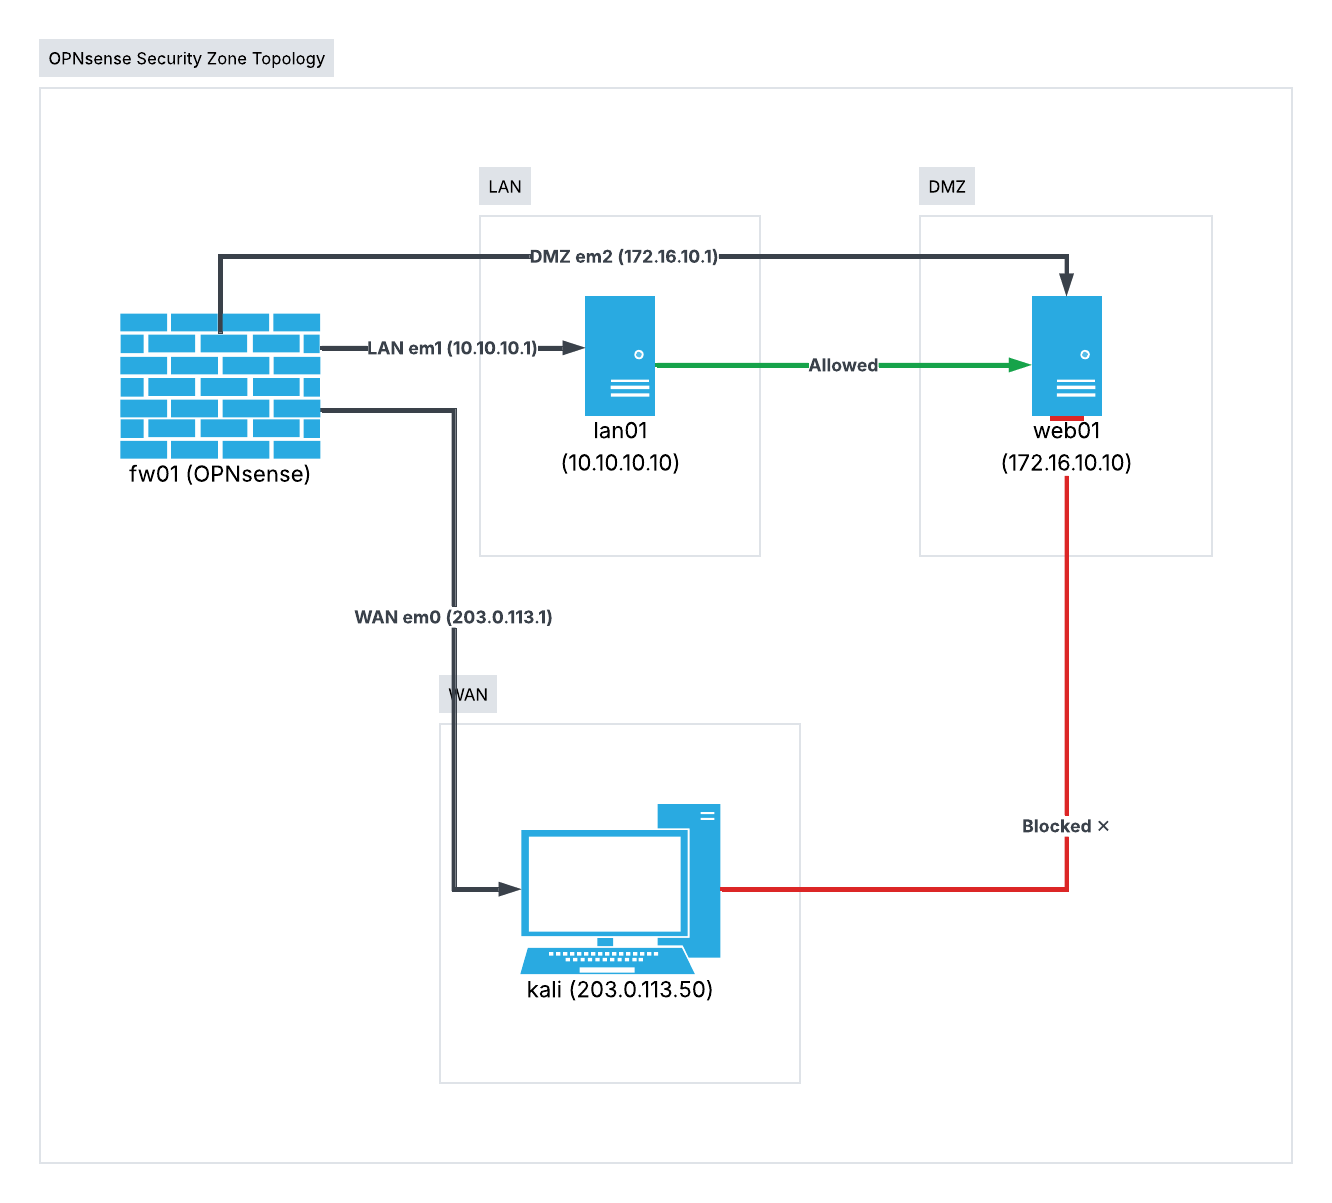 OPNsense Security Zone Topology
LAN
DMZ
DMZ em2 (172.16.10.1)
LAN em1 (10.10.10.1)
Allowed
fw01 (OPNsense)
lan01
(10.10.10.10)
web01
(172.16.10.10)
WAN em0 (203.0.113.1)
WAN
Blocked ✕
kali (203.0.113.50)